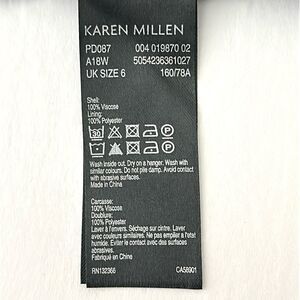 KAREN MILLEN
PD087 004 019870 02
A18W 5054236361027
UK SIZE 6 160/78A
Shell:
100% Viscose
Lining:
100% Polyester
30
Wash inside out. Dry on a hanger. Wash with
similar colours. Do not pile damp. Avoid contact
with abrasive surfaces.
Made in China
Carcasse:
100% Viscose
Doublure:
100% Polyester
Laver à l'envers. Séchage sur cintre. Laver
avec couleurs similaires. Ne pas empiler à l'état
humide. Eviter le contact avec des surfaces
abrasives.
Fabriqué en Chine
RN132366 CA58901